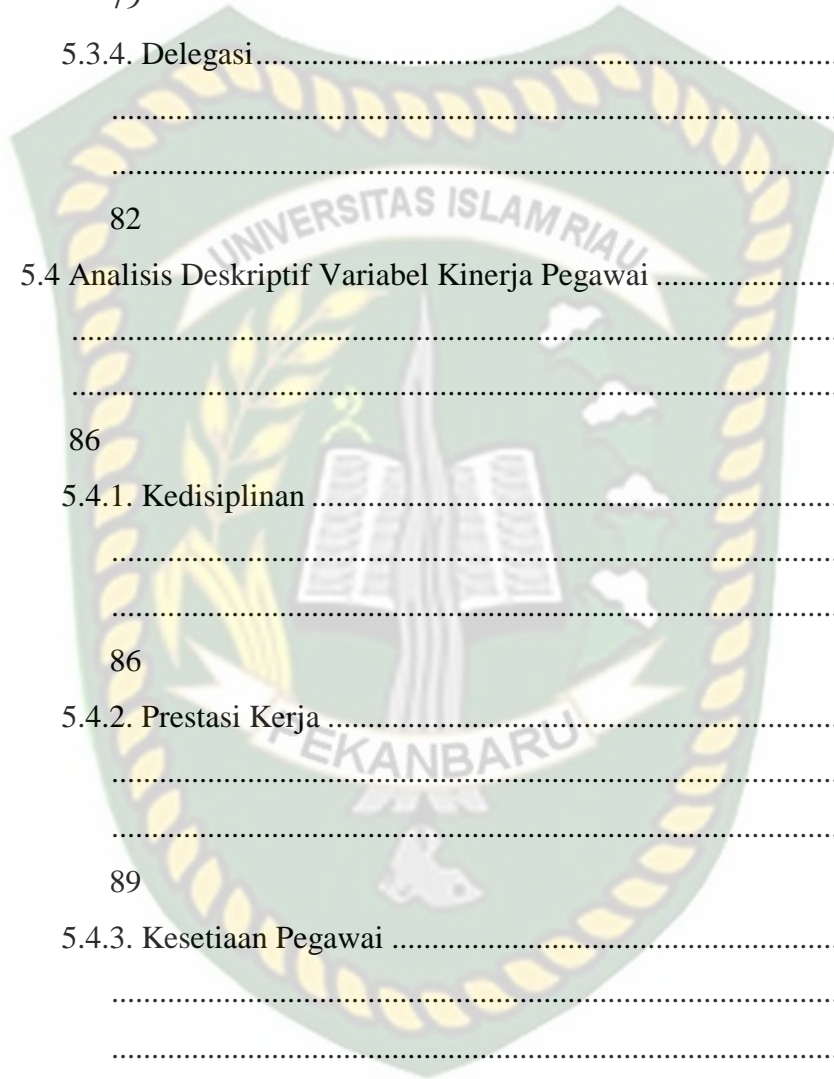 79
5.3.4. Delegasi....................................................................................
....................................................................................
....................................................................................
82
UNIVERSITAS ISLAM RIAU
5.4 Analisis Deskriptif Variabel Kinerja Pegawai ........................
....................................................................................
....................................................................................
86
5.4.1. Kedisiplinan ........................................................................
....................................................................................
....................................................................................
86
5.4.2. Prestasi Kerja ......................................................................
PEKANBARU
....................................................................................
....................................................................................
89
5.4.3. Kesetiaan Pegawai ...............................................................
....................................................................................
....................................................................................